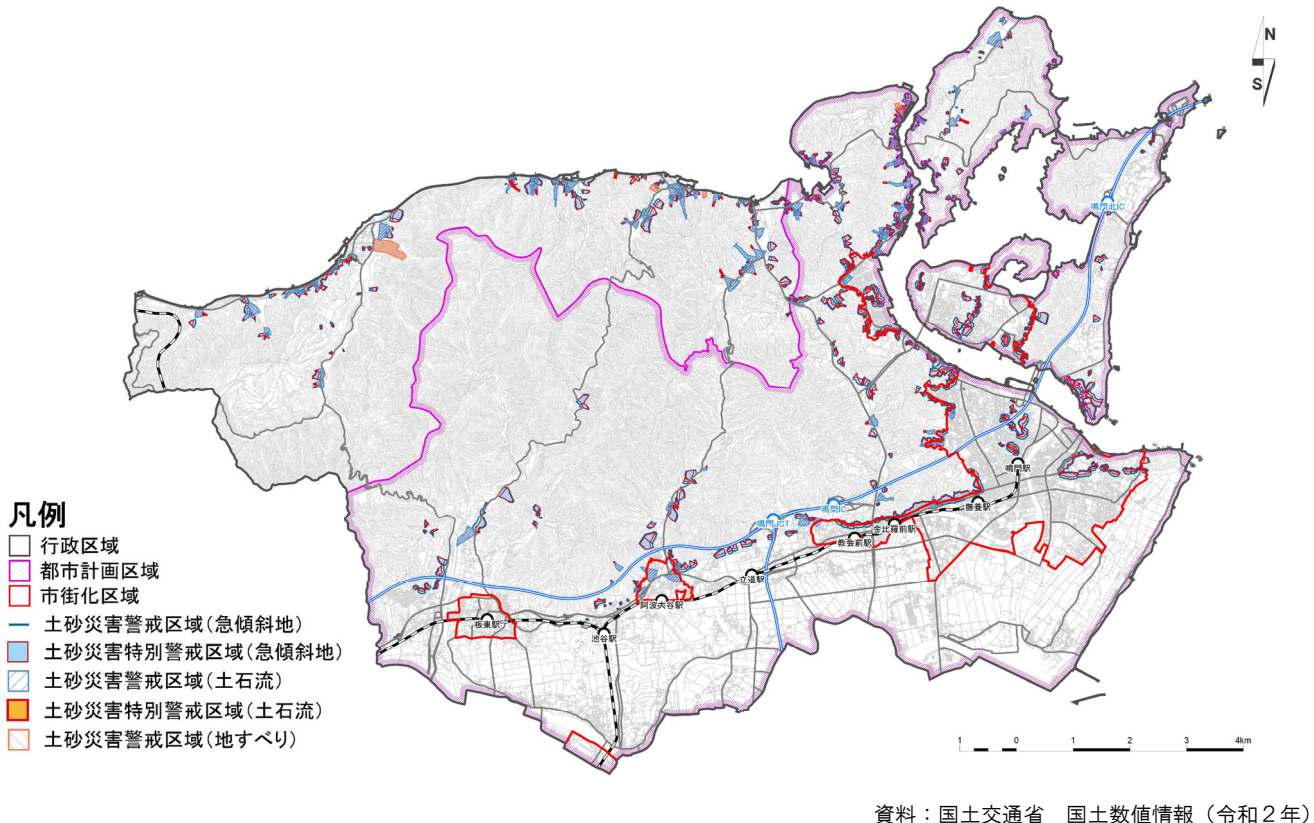 N
S
鳴門北IC
鳴門駅
撫養駅
金比羅前駅
教会前駅
鳴門IC
鳴門JCT
立道駅
阿波大谷駅
池谷駅
板東駅
凡例
行政区域
都市計画区域
市街化区域
土砂災害警戒区域(急傾斜地)
土砂災害特別警戒区域(急傾斜地)
土砂災害警戒区域(土石流)
土砂災害特別警戒区域(土石流)
土砂災害警戒区域(地すべり)
1 0 1 2 3 4km
資料:国土交通省 国土数値情報(令和2年)